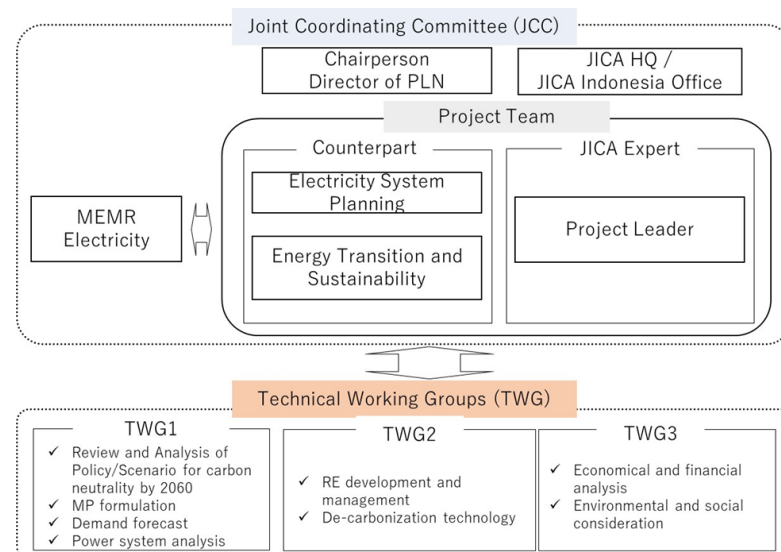 Joint Coordinating Committee (JCC)
Chairperson
Director of PLN
JICA HQ /
JICA Indonesia Office
Project Team
Counterpart
Electricity System
Planning
Energy Transition and
Sustainability
JICA Expert
Project Leader
MEMR
Electricity
Technical Working Groups (TWG)
TWG1
✓ Review and Analysis of
Policy/Scenario for carbon
neutrality by 2060
✓ MP formulation
✓ Demand forecast
✓ Power system analysis
TWG2
✓ RE development and
management
✓ De-carbonization technology
TWG3
✓ Economical and financial
analysis
✓ Environmental and social
consideration